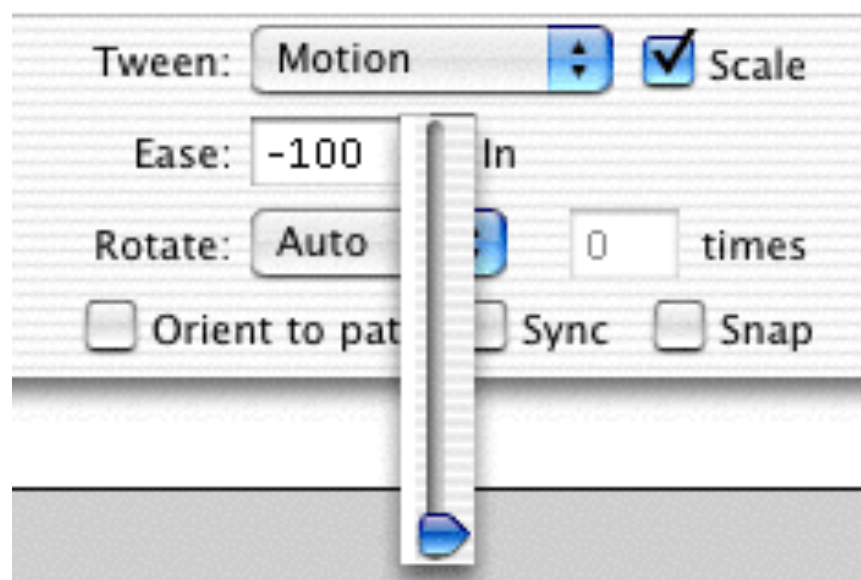 Tween: Motion Scale
Ease: -100 In
Rotate: Auto 0 times
Orient to pat Sync Snap